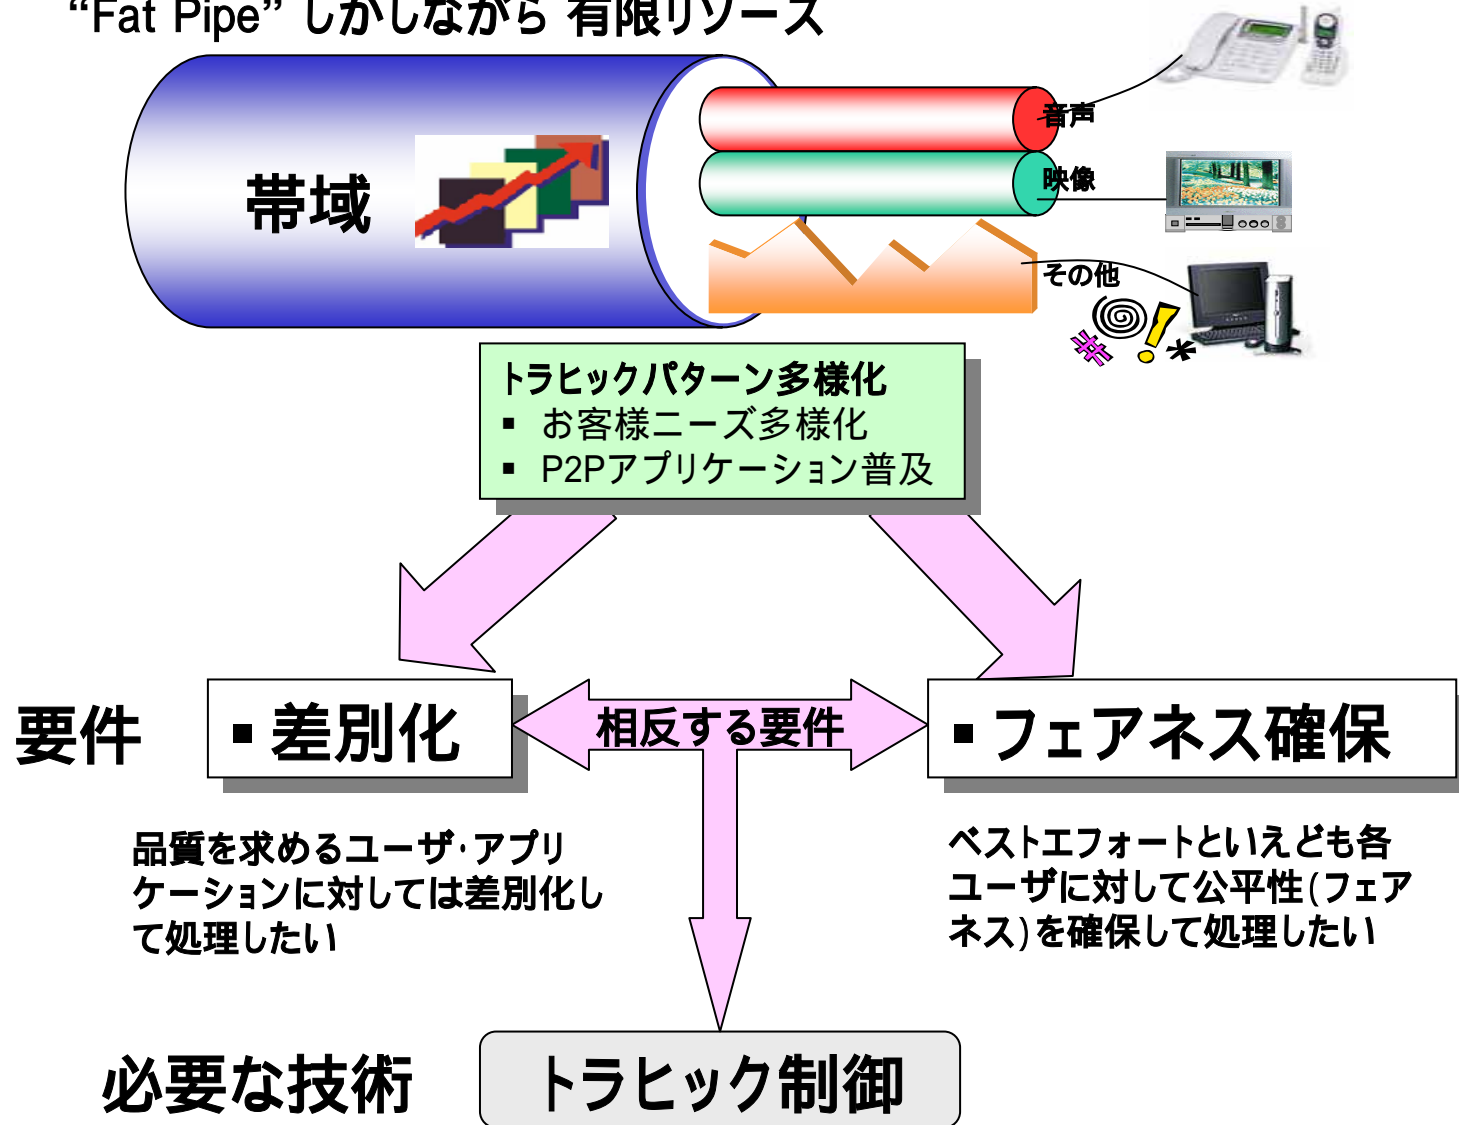 “Fat Pipe” しかしながら 有限リソース
帯域
音声
映像
その他
トラヒックパターン多様化
▪ お客様ニーズ多様化
▪ P2Pアプリケーション普及
要件
▪ 差別化
相反する要件
▪ フェアネス確保
品質を求めるユーザ・アプリ
ケーションに対しては差別化し
て処理したい
ベストエフォートといえども各
ユーザに対して公平性(フェア
ネス)を確保して処理したい
必要な技術
トラヒック制御